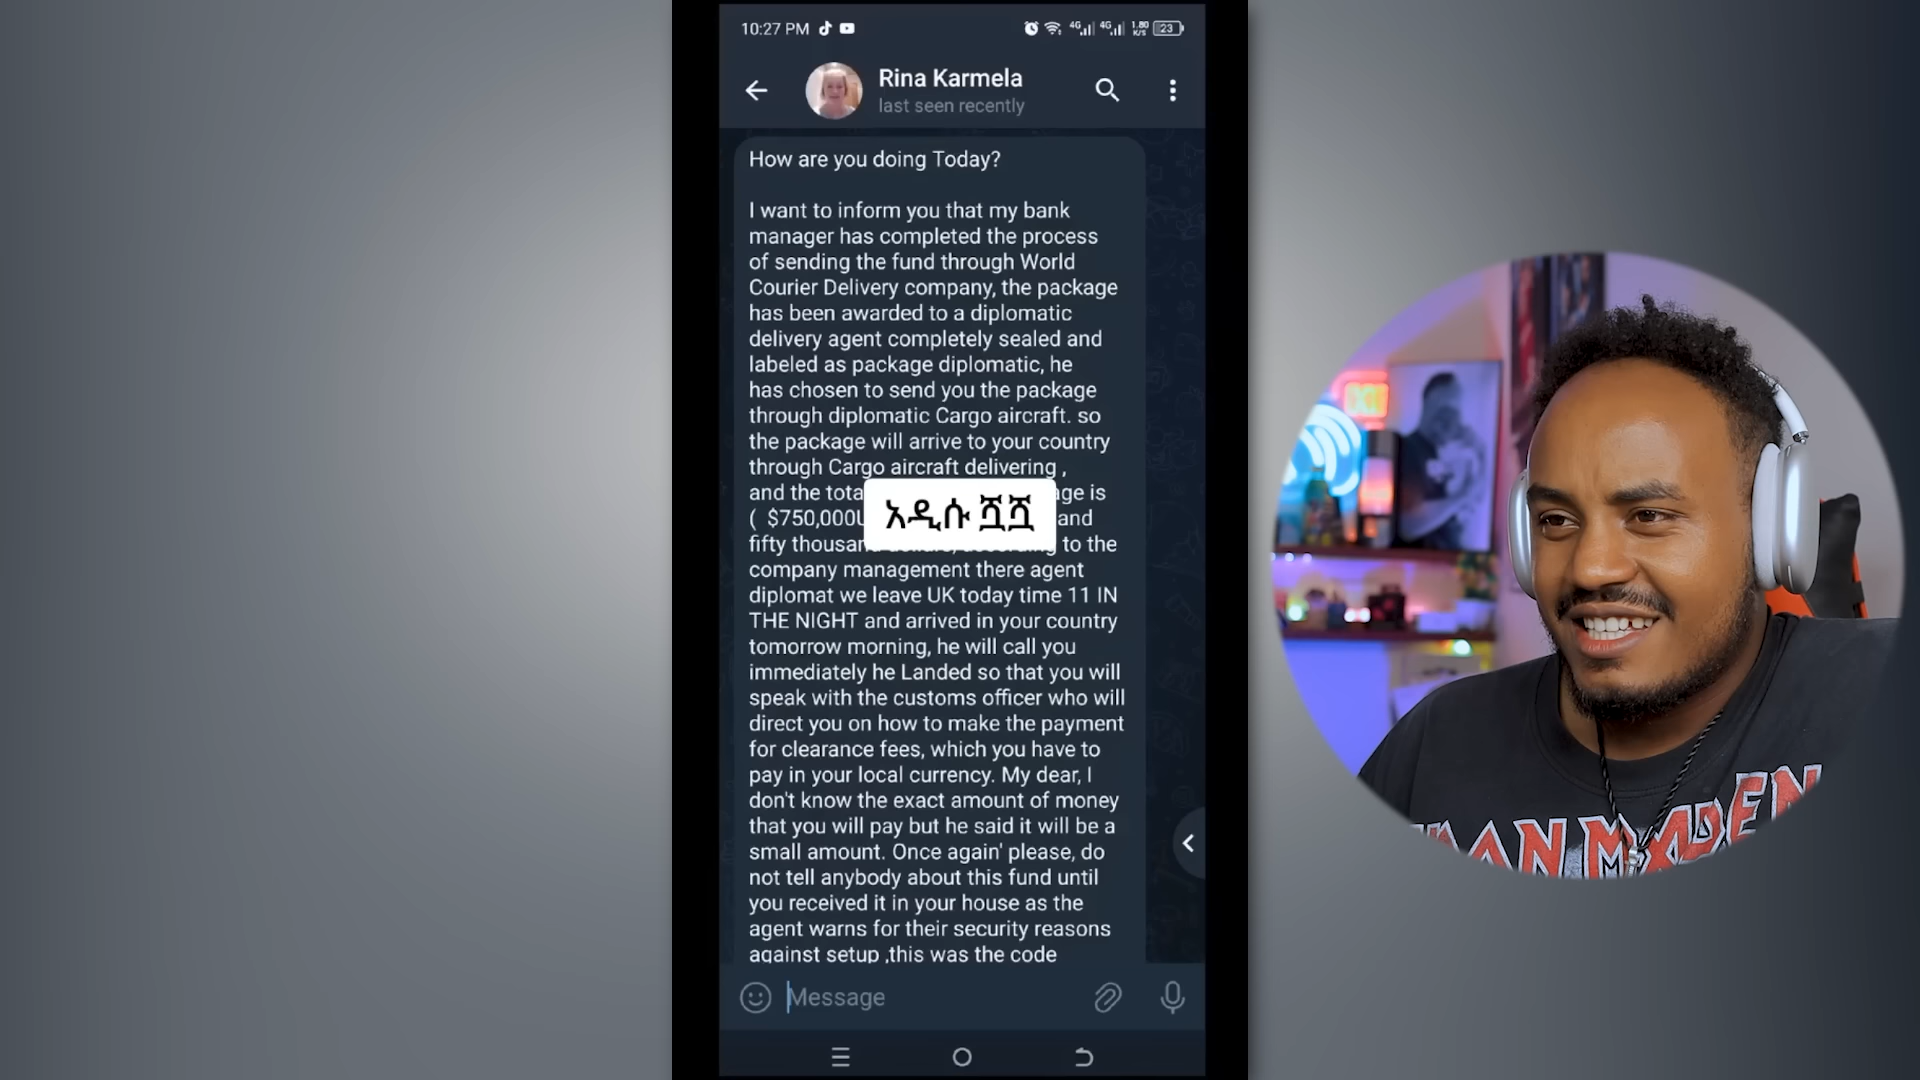 10:27 PM
4G 4G 1.80 K/S 23
Rina Karmela
last seen recently
How are you doing Today?
I want to inform you that my bank
manager has completed the process
of sending the fund through World
Courier Delivery company, the package
has been awarded to a diplomatic
delivery agent completely sealed and
labeled as package diplomatic, he
has chosen to send you the package
through diplomatic Cargo aircraft. so
the package will arrive to your country
through Cargo aircraft delivering ,
and the is
( $750,000 and
fifty to the
አዲሱ ሿሿ
company management there agent
diplomat we leave UK today time 11 IN
THE NIGHT and arrived in your country
tomorrow morning, he will call you
immediately he Landed so that you will
speak with the customs officer who will
direct you on how to make the payment
for clearance fees, which you have to
pay in your local currency. My dear, I
don't know the exact amount of money
that you will pay but he said it will be a
small amount. Once again' please, do
not tell anybody about this fund until
you received it in your house as the
agent warns for their security reasons
against setup ,this was the code
Message
IRAN MAIDEN